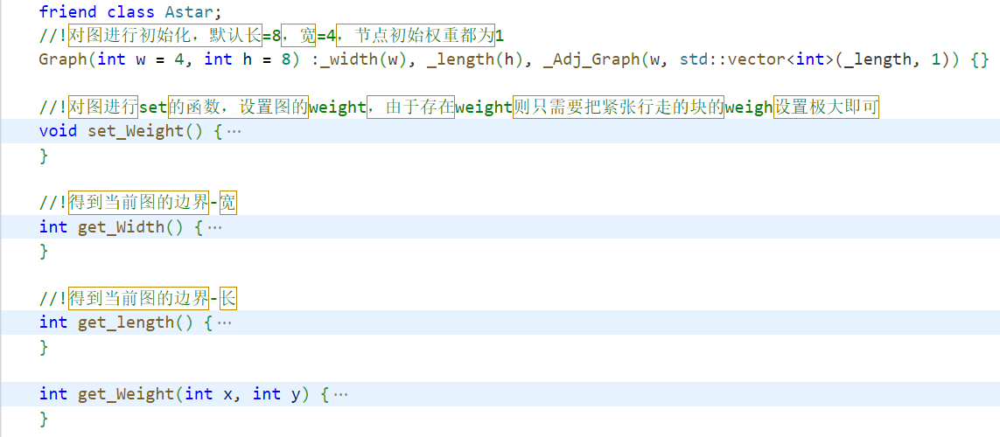 friend class Astar;
//!对图进行初始化，默认长=8，宽=4，节点初始权重都为1
Graph(int w = 4, int h = 8) :_width(w), _length(h), _Adj_Graph(w, std::vector<int>(_length, 1)) {}
//!对图进行set的函数，设置图的weight，由于存在weight则只需要把紧张行走的块的weigh设置极大即可
void set_Weight() {···
}
//!得到当前图的边界-宽
int get_Width() {···
}
//!得到当前图的边界-长
int get_length() {···
}
int get_Weight(int x, int y) {···
}